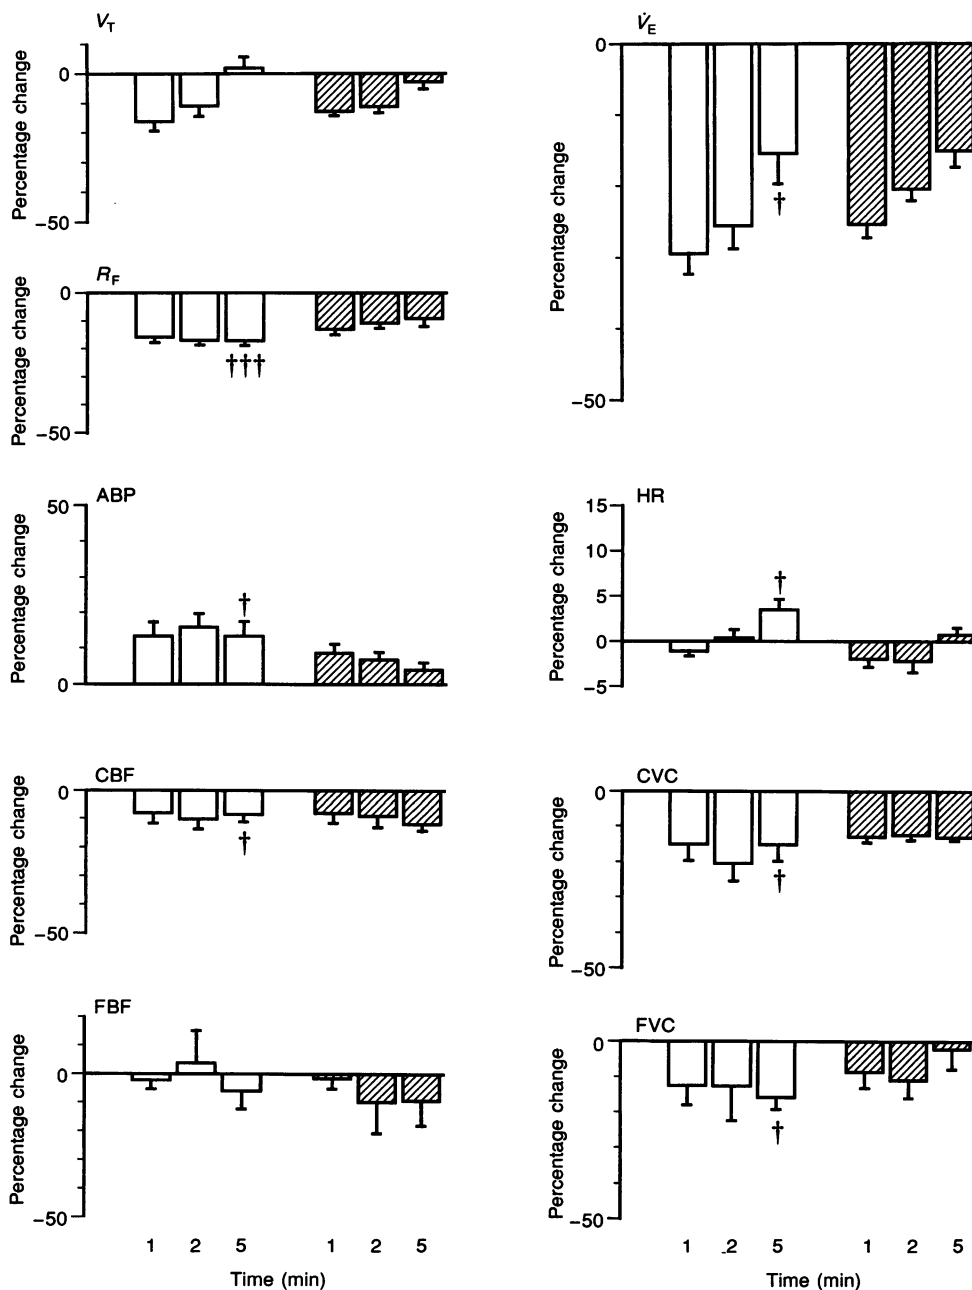 V_T
Percentage change
0
−50
V̇_E
Percentage change
0
−50
†
R_F
Percentage change
0
−50
†††
ABP
Percentage change
50
0
†
HR
Percentage change
15
10
5
0
−5
†
CBF
Percentage change
0
−50
†
CVC
Percentage change
0
−50
†
FBF
Percentage change
0
−50
1 2 5 1 2 5
Time (min)
FVC
Percentage change
0
−50
†
1 2 5 1 2 5
Time (min)